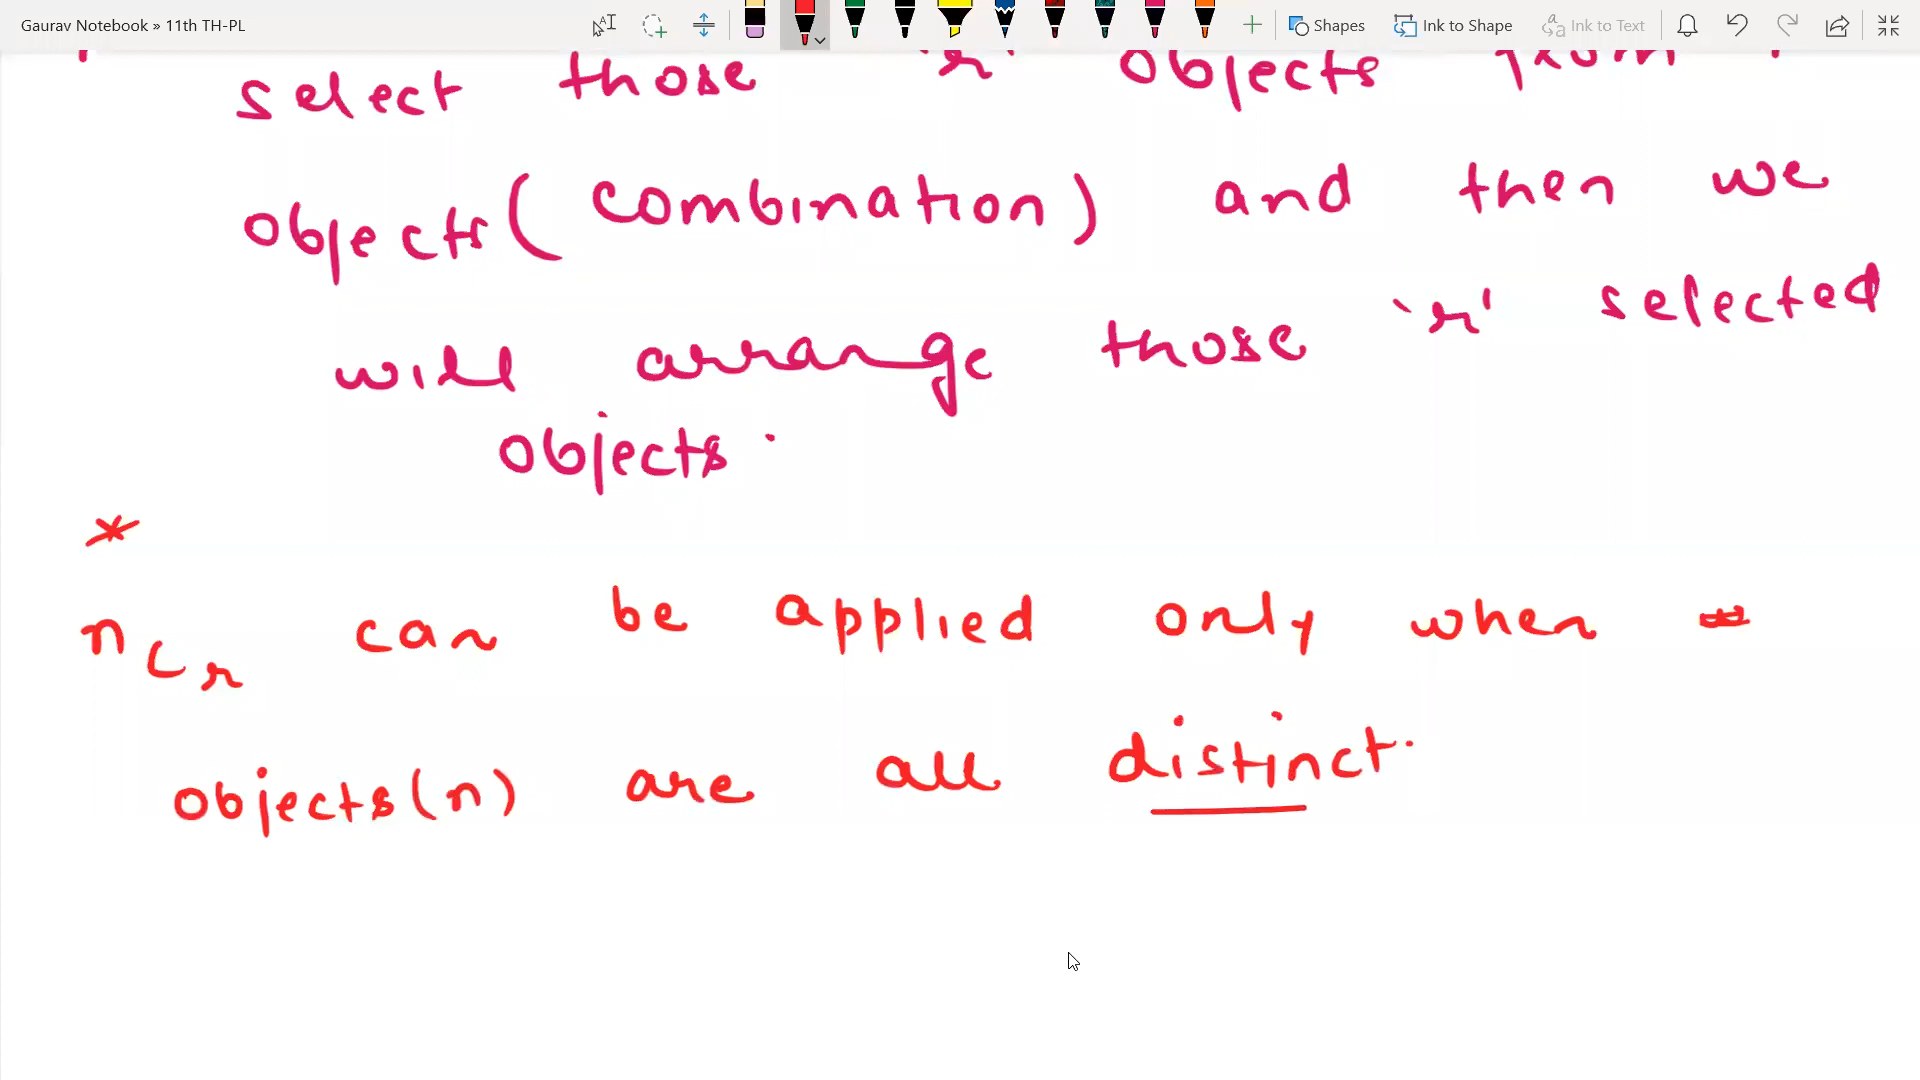 Gaurav Notebook » 11th TH-PL
Shapes
Ink to Shape
Ink to Text
select those 'r' objects from
objects (combination) and then we
will arrange those 'r' selected
objects.
*
nCr can be applied only when
objects(n) are all distinct.